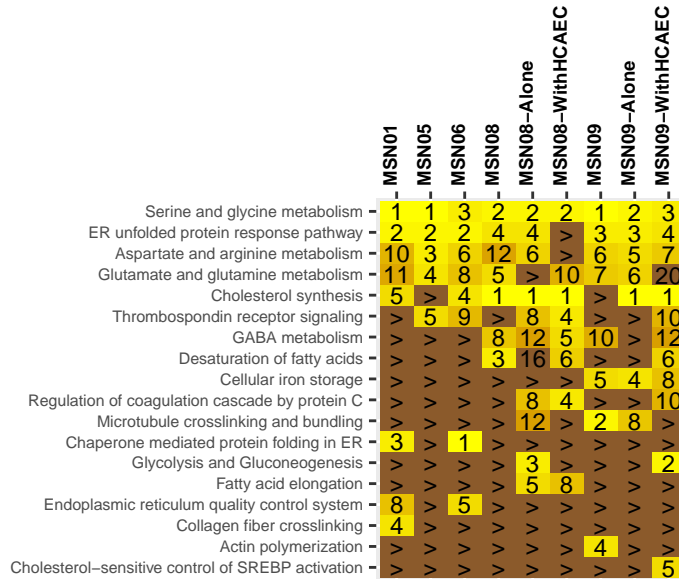 MSN01 MSN05 MSN06 MSN08 MSN08−Alone MSN08−WithHCAEC MSN09 MSN09−Alone MSN09−WithHCAEC
Serine and glycine metabolism 1 1 3 2 2 2 1 2 3
ER unfolded protein response pathway 2 2 2 4 4 > 3 3 4
Aspartate and arginine metabolism 10 3 6 12 6 > 6 5 7
Glutamate and glutamine metabolism 11 4 8 5 > 10 7 6 20
Cholesterol synthesis 5 > 4 1 1 1 > 1 1
Thrombospondin receptor signaling > 5 9 > 8 4 > > 10
GABA metabolism > > > 8 12 5 10 > 12
Desaturation of fatty acids > > > 3 16 6 > > 6
Cellular iron storage > > > > > > 5 4 8
Regulation of coagulation cascade by protein C > > > > 8 4 > > 10
Microtubule crosslinking and bundling > > > > 12 > 2 8 >
Chaperone mediated protein folding in ER 3 > 1 > > > > > >
Glycolysis and Gluconeogenesis > > > > 3 > > > 2
Fatty acid elongation > > > > 5 8 > > >
Endoplasmic reticulum quality control system 8 > 5 > > > > > >
Collagen fiber crosslinking 4 > > > > > > > >
Actin polymerization > > > > > > 4 > >
Cholesterol−sensitive control of SREBP activation > > > > > > > > 5